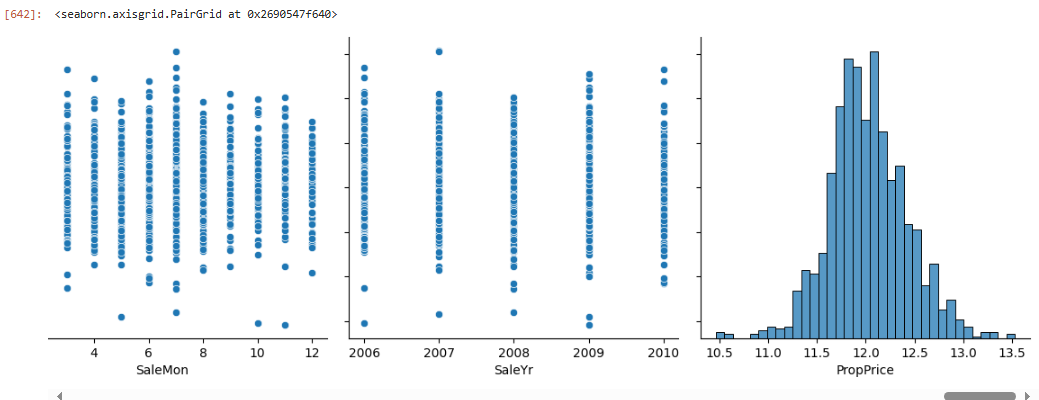 [642]: <seaborn.axisgrid.PairGrid at 0x2690547f640>
4 6 8 10 12
SaleMon
2006 2007 2008 2009 2010
SaleYr
10.5 11.0 11.5 12.0 12.5 13.0 13.5
PropPrice